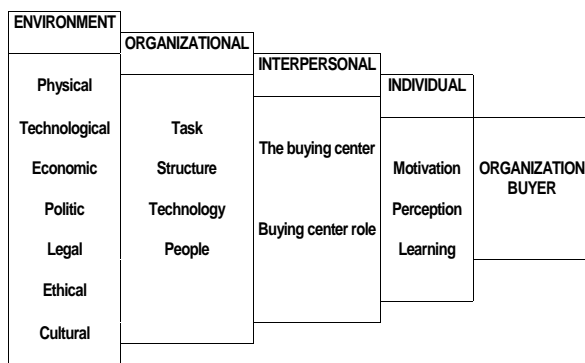 ENVIRONMENT
Physical
Technological
Economic
Politic
Legal
Ethical
Cultural
ORGANIZATIONAL
Task
Structure
Technology
People
INTERPERSONAL
The buying center
Buying center role
INDIVIDUAL
Motivation
Perception
Learning
ORGANIZATION
BUYER